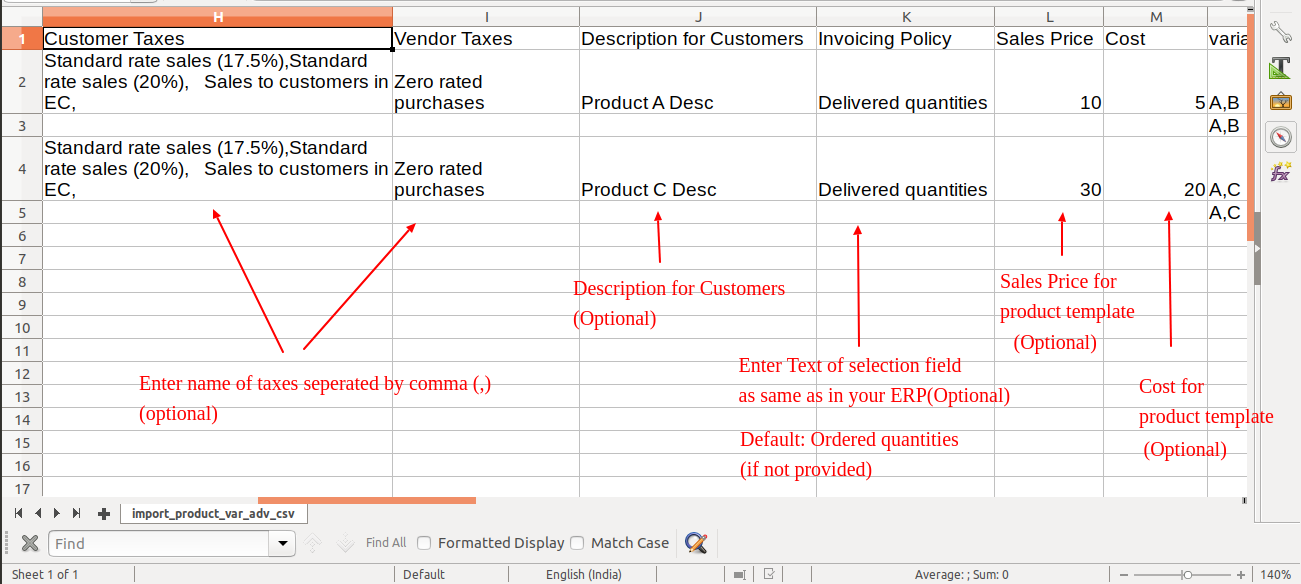 H I J K L M
1 Customer Taxes Vendor Taxes Description for Customers Invoicing Policy Sales Price Cost varia
Standard rate sales (17.5%),Standard
2 rate sales (20%), Sales to customers in Zero rated
EC, purchases Product A Desc Delivered quantities 10 5 A,B
3 A,B
Standard rate sales (17.5%),Standard
4 rate sales (20%), Sales to customers in Zero rated
EC, purchases Product C Desc Delivered quantities 30 20 A,C
5 A,C
6
7
8
9
10
11
12
13
14
15
16
17
Description for Customers
(Optional)
Sales Price for
product template
(Optional)
Enter name of taxes seperated by comma (,)
(optional)
Enter Text of selection field
as same as in your ERP(Optional)
Default: Ordered quantities
(if not provided)
Cost for
product template
(Optional)
import_product_var_adv_csv
Find Find All Formatted Display Match Case
Sheet 1 of 1 Default English (India) Average: ; Sum: 0 140%